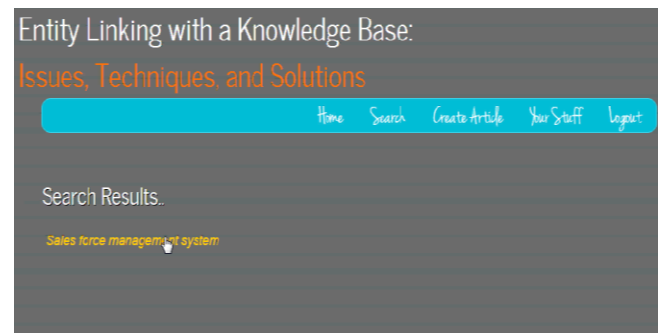 Entity Linking with a Knowledge Base:
Issues, Techniques, and Solutions
Home Search Create Article Your Stuff Logout
Search Results..
Sales force management system